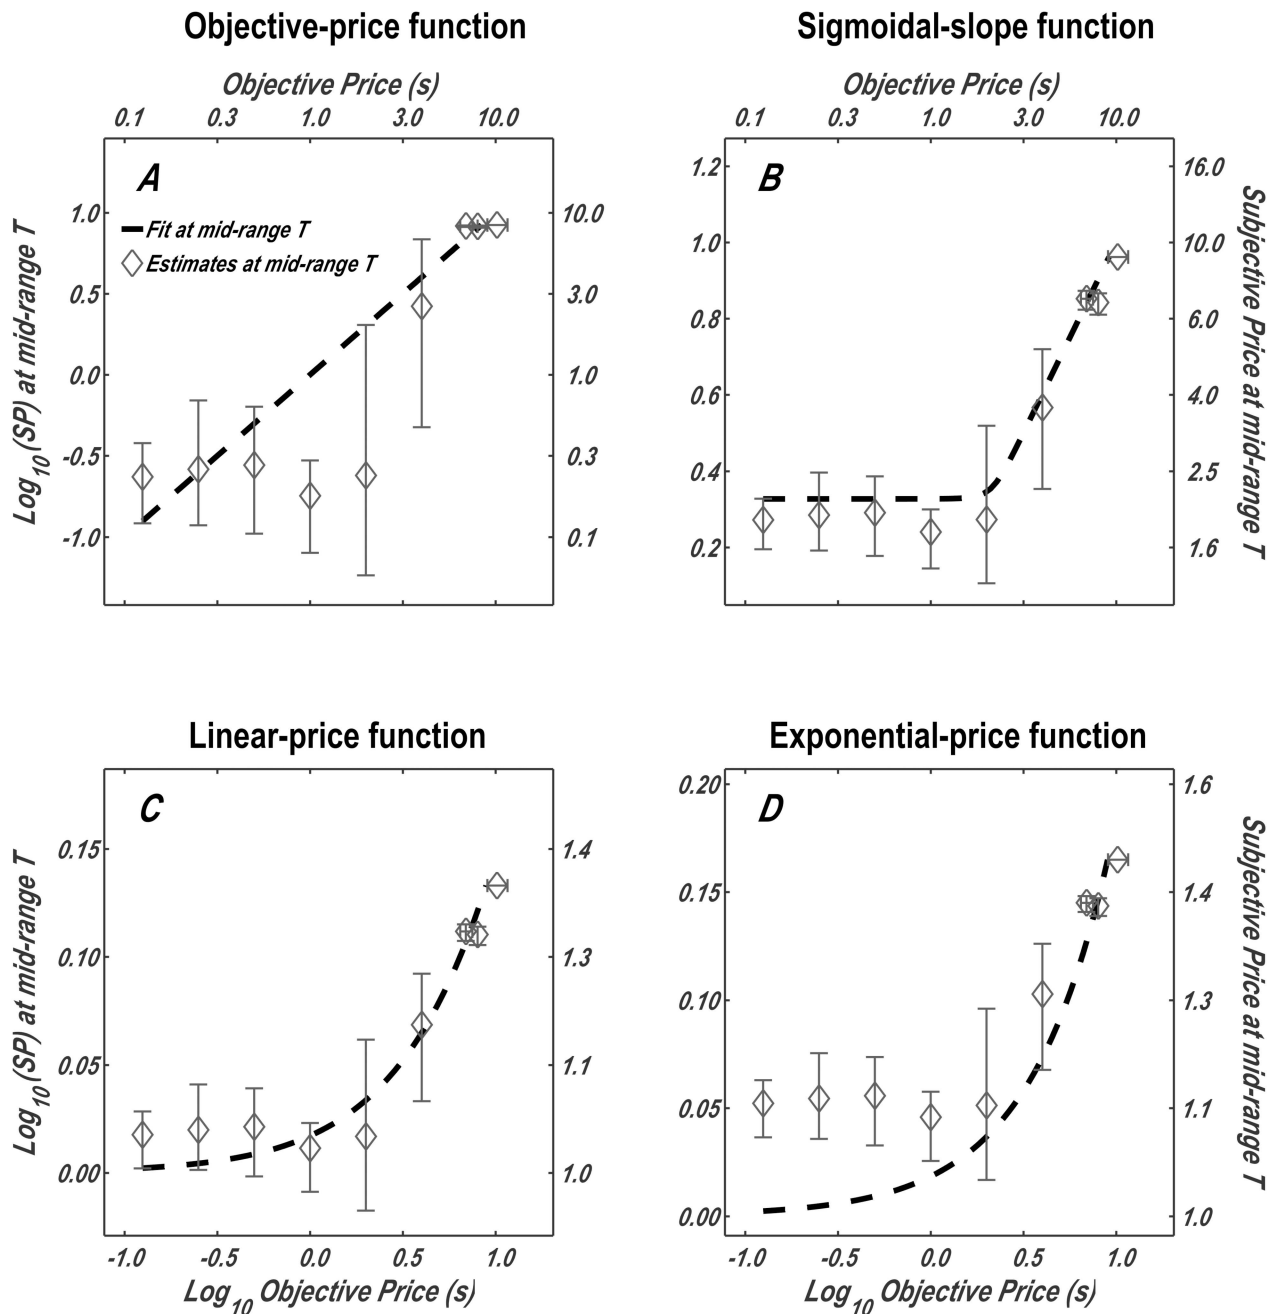 Objective-price function
Sigmoidal-slope function
Objective Price (s)
Objective Price (s)
0.1 0.3 1.0 3.0 10.0
0.1 0.3 1.0 3.0 10.0
A
Fit at mid-range T
Estimates at mid-range T
Log10(SP) at mid-range T
1.0
0.5
0.0
-0.5
-1.0
10.0
3.0
1.0
0.3
0.1
B
1.2
1.0
0.8
0.6
0.4
0.2
16.0
10.0
6.0
4.0
2.5
1.6
Subjective Price at mid-range T
Linear-price function
Exponential-price function
C
Log10(SP) at mid-range T
0.15
0.10
0.05
0.00
1.4
1.3
1.1
1.0
D
0.20
0.15
0.10
0.05
0.00
1.6
1.4
1.3
1.1
1.0
Subjective Price at mid-range T
-1.0 -0.5 0.0 0.5 1.0
-1.0 -0.5 0.0 0.5 1.0
Log10 Objective Price (s)
Log10 Objective Price (s)